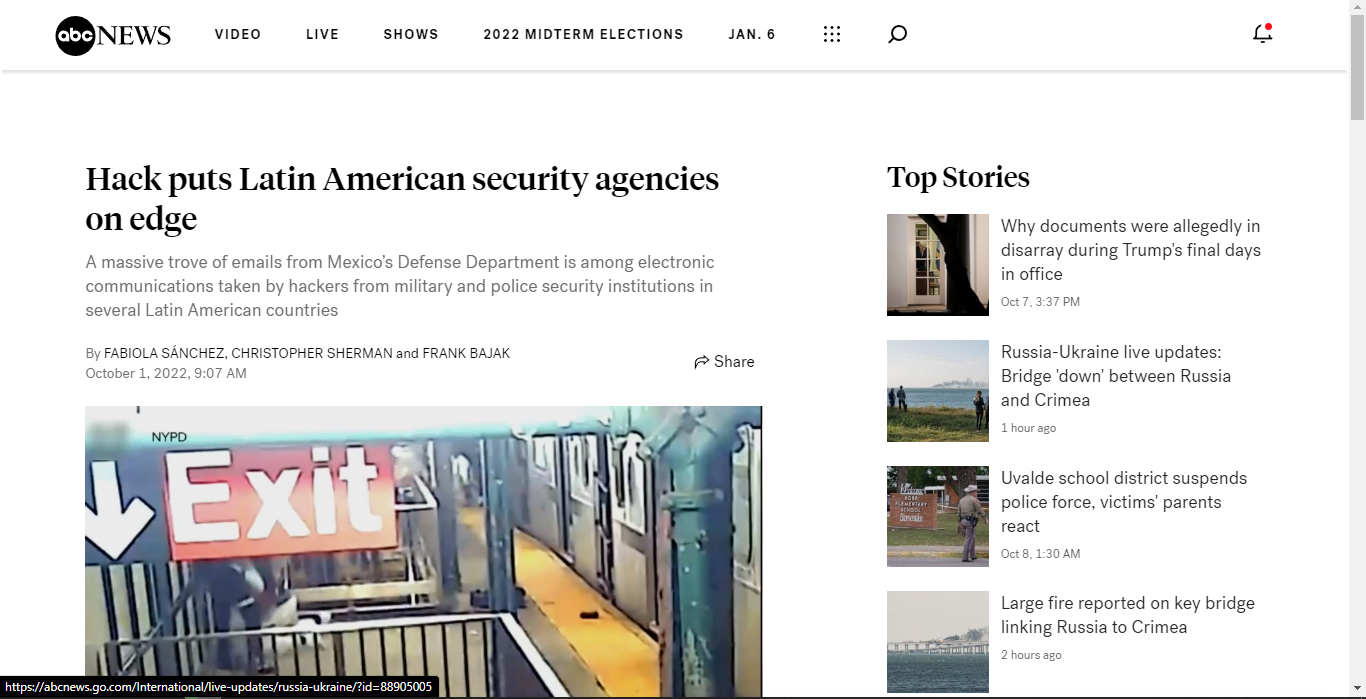 abc NEWS
VIDEO
LIVE
SHOWS
2022 MIDTERM ELECTIONS
JAN. 6
Hack puts Latin American security agencies
on edge
A massive trove of emails from Mexico’s Defense Department is among electronic
communications taken by hackers from military and police security institutions in
several Latin American countries
By FABIOLA SÁNCHEZ, CHRISTOPHER SHERMAN and FRANK BAJAK
October 1, 2022, 9:07 AM
Share
NYPD
Exit
Top Stories
Why documents were allegedly in
disarray during Trump's final days
in office
Oct 7, 3:37 PM
Russia-Ukraine live updates:
Bridge 'down' between Russia
and Crimea
1 hour ago
ROBB
ELEMENTARY
SCHOOL
Uvalde school district suspends
police force, victims' parents
react
Oct 8, 1:30 AM
Large fire reported on key bridge
linking Russia to Crimea
2 hours ago
https://abcnews.go.com/International/live-updates/russia-ukraine/?id=88905005